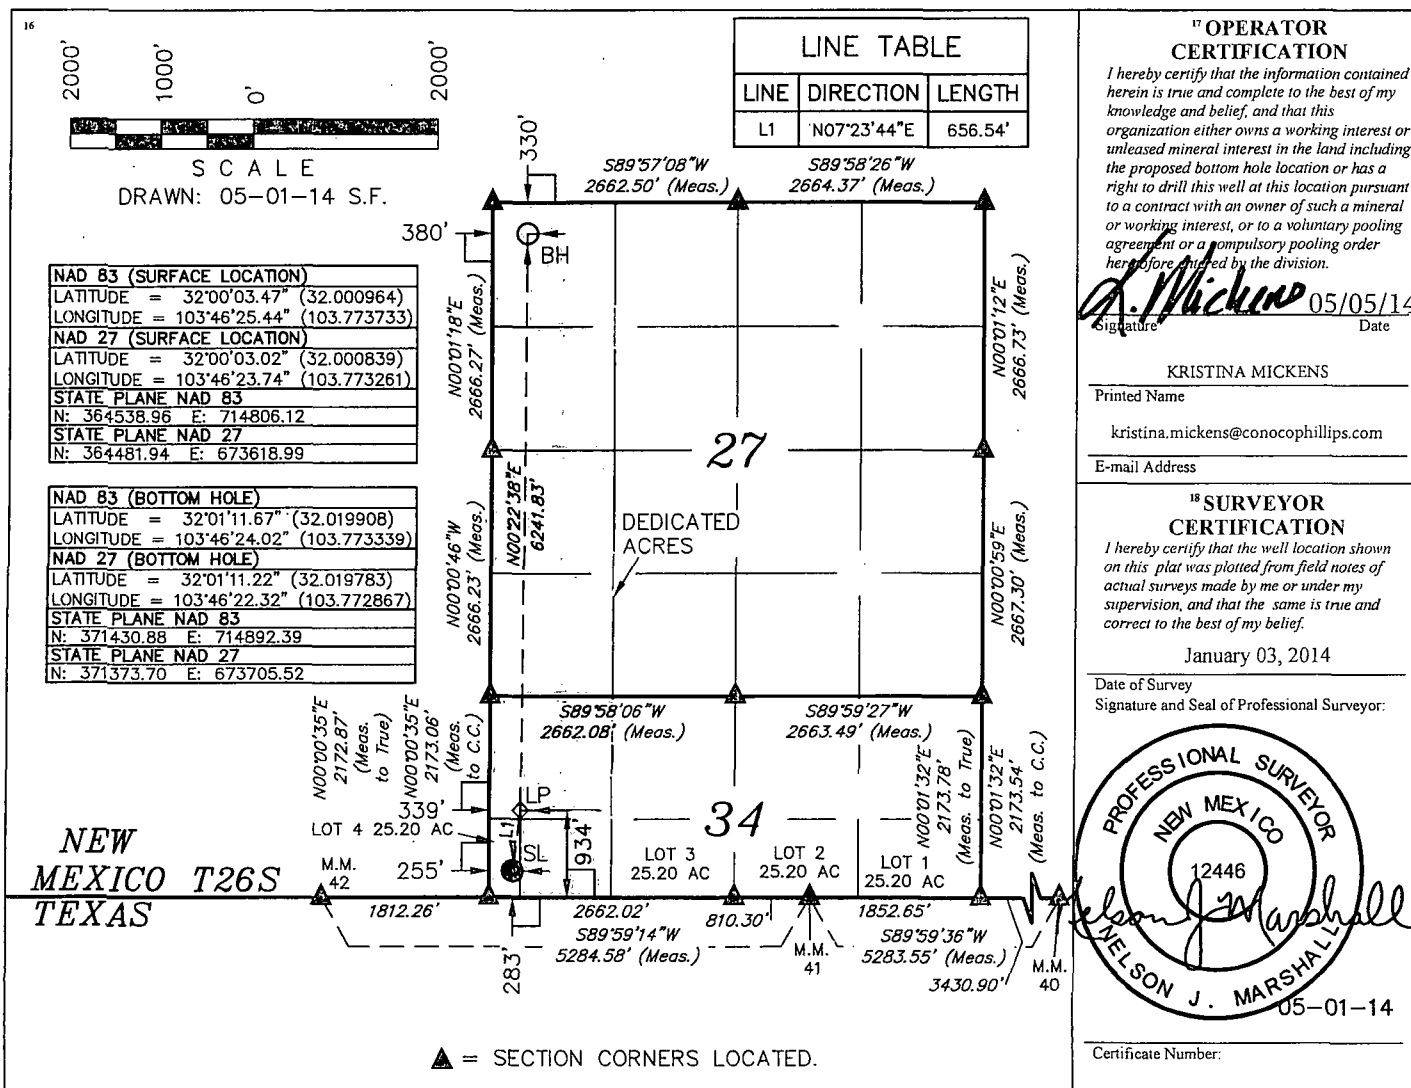 16
2000'
1000'
0'
2000'
SCALE
DRAWN: 05-01-14 S.F.
LINE TABLE
LINE DIRECTION LENGTH
L1 N07°23'44"E 656.54'
NAD 83 (SURFACE LOCATION)
LATITUDE = 32°00'03.47" (32.000964)
LONGITUDE = 103°46'25.44" (103.773733)
NAD 27 (SURFACE LOCATION)
LATITUDE = 32°00'03.02" (32.000839)
LONGITUDE = 103°46'23.74" (103.773261)
STATE PLANE NAD 83
N: 364538.96 E: 714806.12
STATE PLANE NAD 27
N: 364481.94 E: 673618.99
NAD 83 (BOTTOM HOLE)
LATITUDE = 32°01'11.67" (32.019908)
LONGITUDE = 103°46'24.02" (103.773339)
NAD 27 (BOTTOM HOLE)
LATITUDE = 32°01'11.22" (32.019783)
LONGITUDE = 103°46'22.32" (103.772867)
STATE PLANE NAD 83
N: 371430.88 E: 714892.39
STATE PLANE NAD 27
N: 371373.70 E: 673705.52
330'
S89°57'08"W
2662.50' (Meas.)
S89°58'26"W
2664.37' (Meas.)
380'
BH
N00°01'18"E
2666.27' (Meas.)
N00°01'12"E
2666.73' (Meas.)
27
N00°22'38"E
6241.83'
DEDICATED
ACRES
N00°00'46"W
2666.23' (Meas.)
N00°00'59"E
2667.30' (Meas.)
S89°58'06"W
2662.08' (Meas.)
S89°59'27"W
2663.49' (Meas.)
N00°00'35"E
2172.87'
(Meas.
to True)
N00°00'35"E
2173.06'
(Meas.
to C.C.)
N00°01'32"E
2173.78'
(Meas. to True)
N00°01'32"E
2173.54'
(Meas. to C.C.)
339'
LP
L1
934'
34
LOT 4 25.20 AC
255'
SL
LOT 3
25.20 AC
LOT 2
25.20 AC
LOT 1
25.20 AC
NEW
MEXICO T26S
TEXAS
M.M.
42
1812.26'
2662.02'
810.30'
1852.65'
S89°59'14"W
5284.58' (Meas.)
M.M.
41
S89°59'36"W
5283.55' (Meas.)
3430.90'
M.M.
40
283'
= SECTION CORNERS LOCATED.
17 OPERATOR
CERTIFICATION
I hereby certify that the information contained
herein is true and complete to the best of my
knowledge and belief, and that this
organization either owns a working interest or
unleased mineral interest in the land including
the proposed bottom hole location or has a
right to drill this well at this location pursuant
to a contract with an owner of such a mineral
or working interest, or to a voluntary pooling
agreement or a compulsory pooling order
heretofore entered by the division.
K. Mickens 05/05/14
Signature Date
KRISTINA MICKENS
Printed Name
kristina.mickens@conocophillips.com
E-mail Address
18 SURVEYOR
CERTIFICATION
I hereby certify that the well location shown
on this plat was plotted from field notes of
actual surveys made by me or under my
supervision, and that the same is true and
correct to the best of my belief.
January 03, 2014
Date of Survey
Signature and Seal of Professional Surveyor:
PROFESSIONAL SURVEYOR
NEW MEXICO
12446
Nelson J Marshall
NELSON J. MARSHALL
05-01-14
Certificate Number: